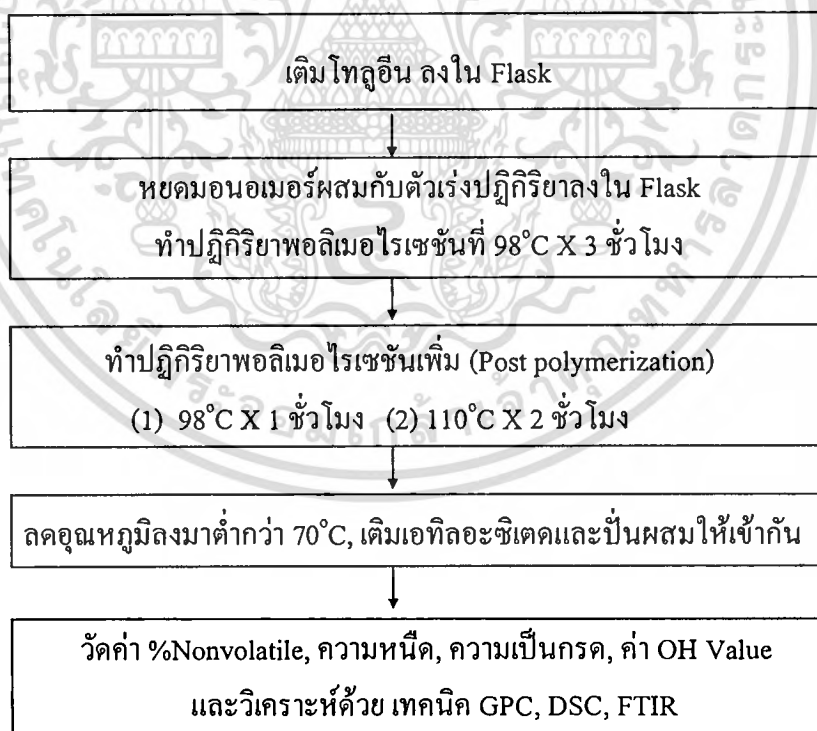 เติมโทลูอีน ลงใน Flask
หยดมอนอเมอร์ผสมกับตัวเร่งปฏิกิริยาลงใน Flask
ทำปฏิกิริยาพอลิเมอไรเซชันที่ 98°C X 3 ชั่วโมง
ทำปฏิกิริยาพอลิเมอไรเซชันเพิ่ม (Post polymerization)
(1) 98°C X 1 ชั่วโมง (2) 110°C X 2 ชั่วโมง
ลดอุณหภูมิลงมาต่ำกว่า 70°C, เติมเอทิลอะซิเตดและปั่นผสมให้เข้ากัน
วัดค่า %Nonvolatile, ความหนืด, ความเป็นกรด, ค่า OH Value
และวิเคราะห์ด้วย เทคนิค GPC, DSC, FTIR